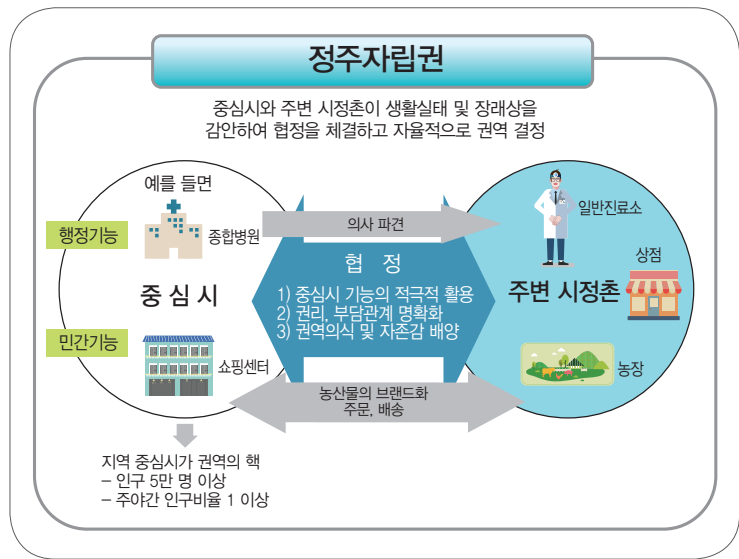 정주자립권
중심시와 주변 시정촌이 생활실태 및 장래상을
감안하여 협정을 체결하고 자율적으로 권역 결정
예를 들면
행정기능
종합병원
중 심 시
민간기능
쇼핑센터
의사 파견
협 정
1) 중심시 기능의 적극적 활용
2) 권리, 부담관계 명확화
3) 권역의식 및 자존감 배양
농산물의 브랜드화
주문, 배송
일반진료소
상점
주변 시정촌
농장
지역 중심시가 권역의 핵
– 인구 5만 명 이상
– 주야간 인구비율 1 이상